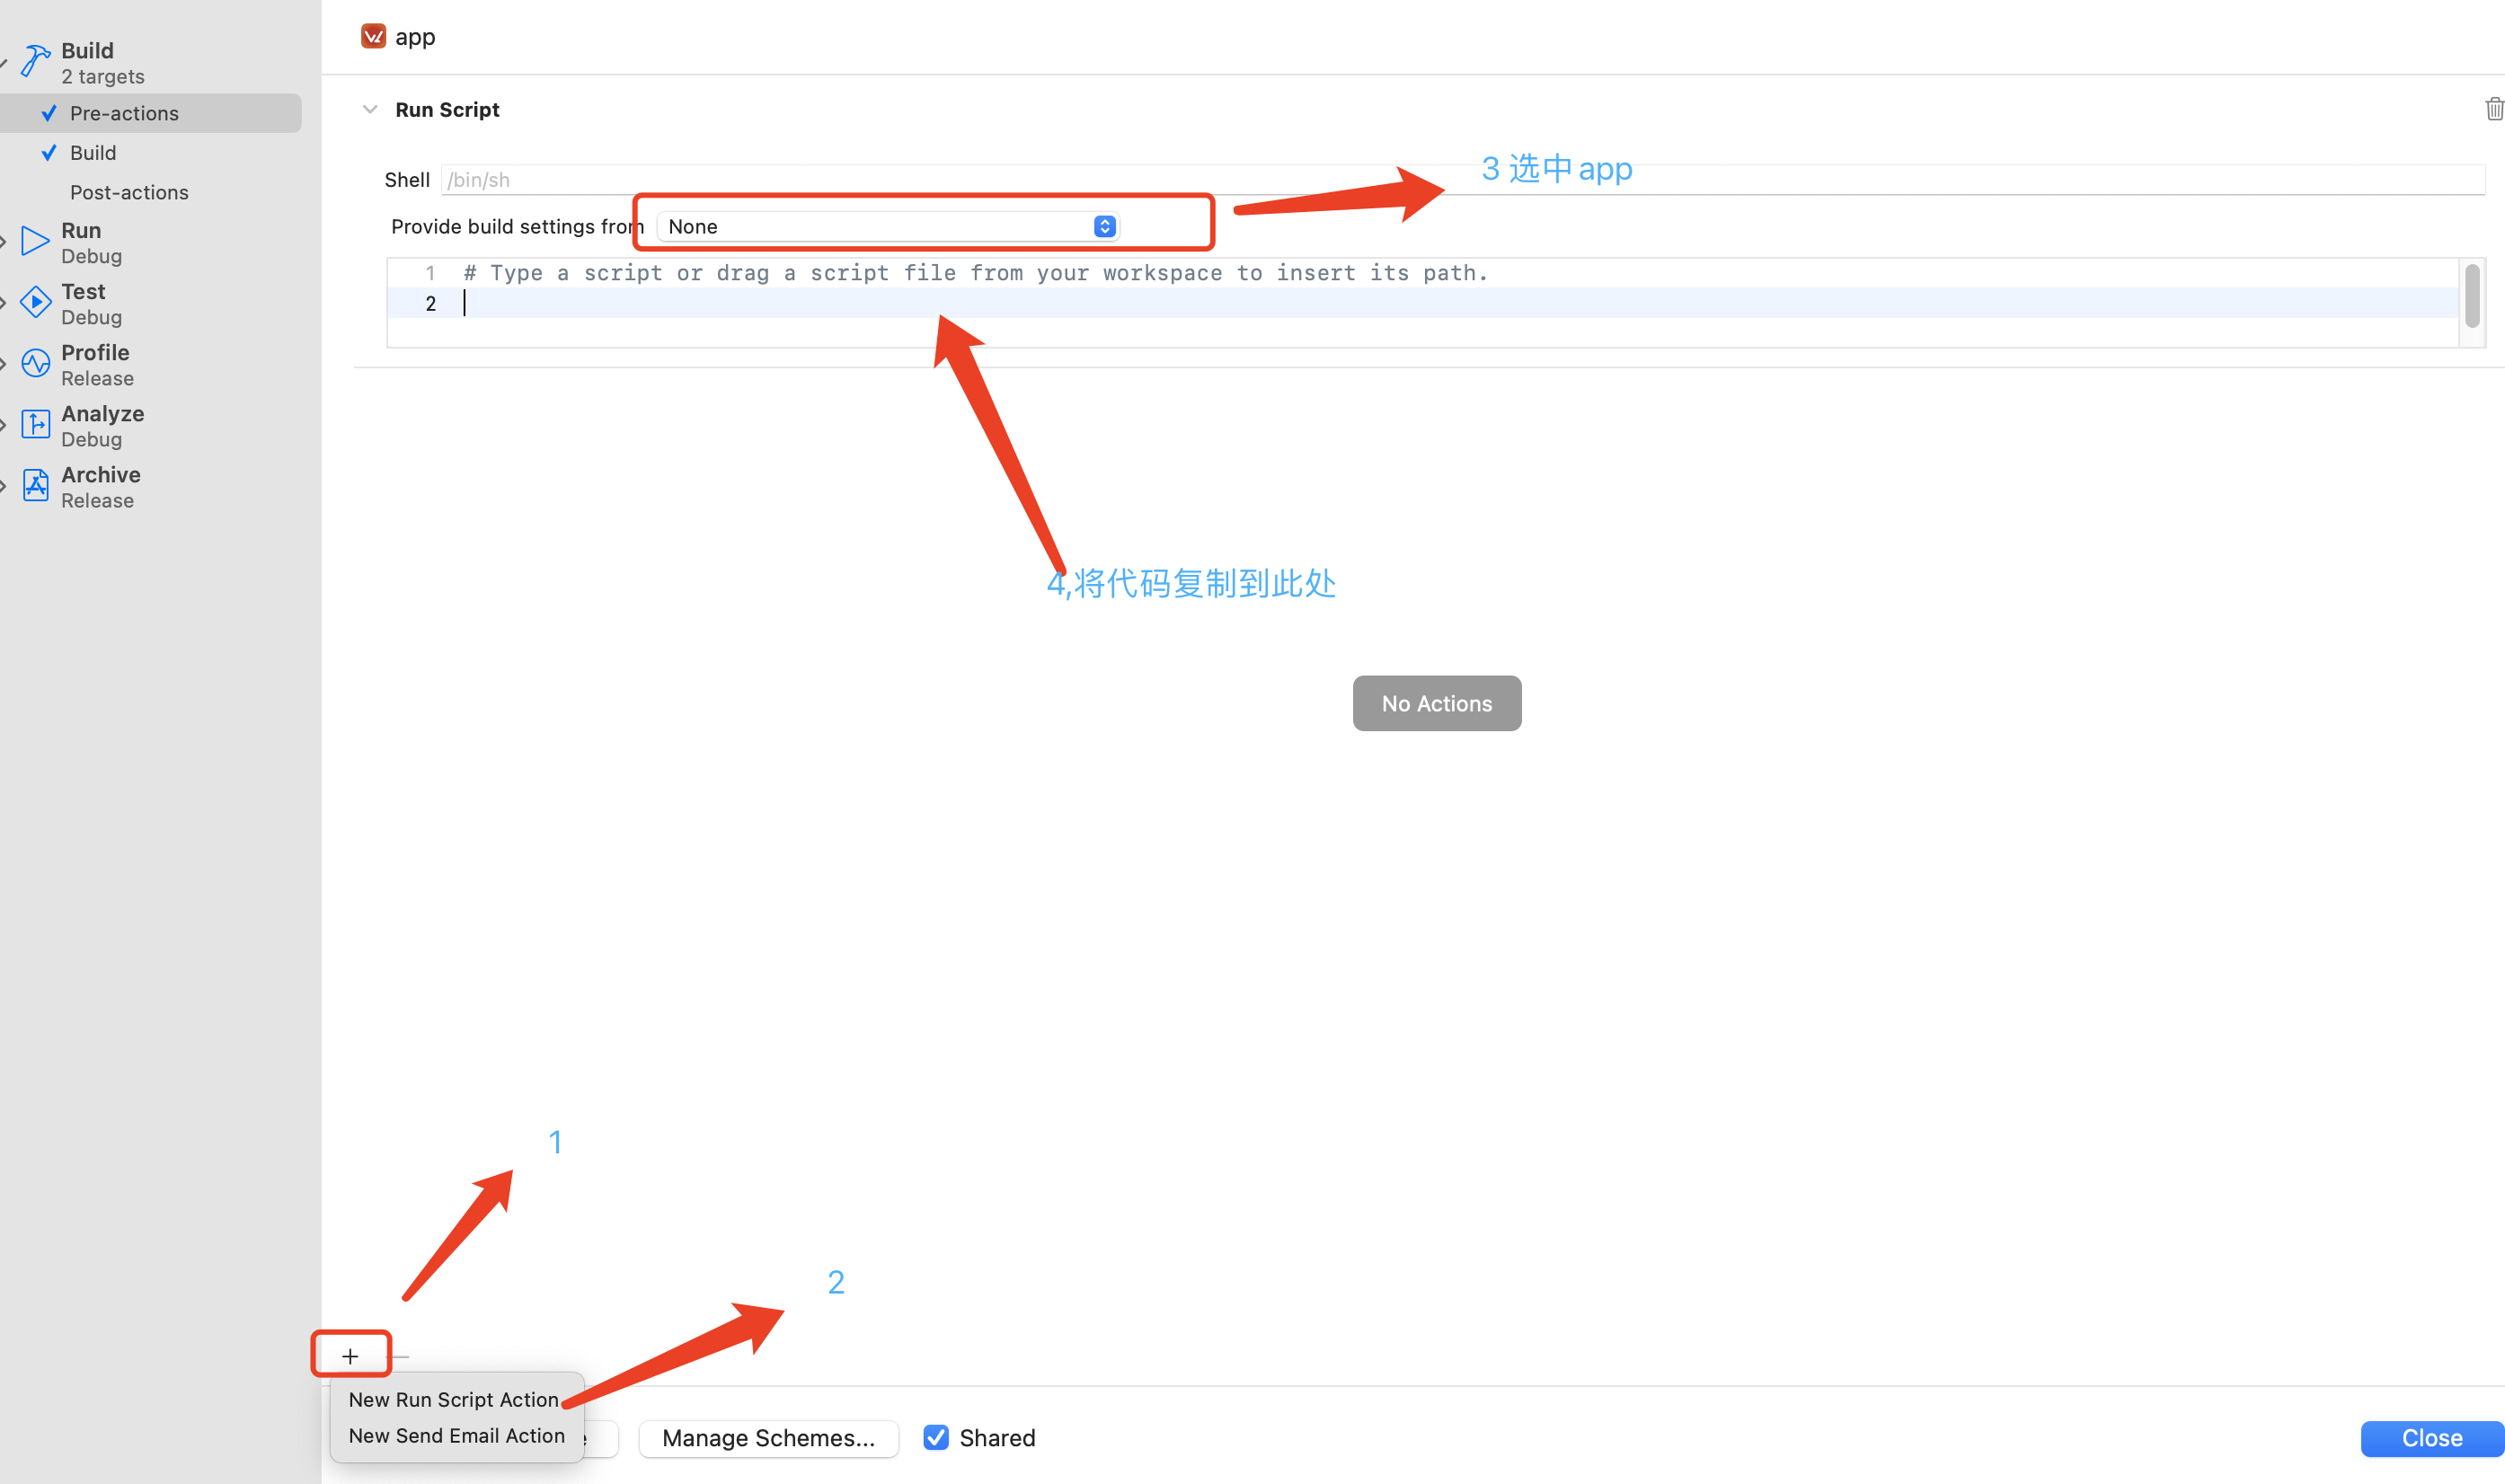 Build
2 targets
Pre-actions
Build
Post-actions
Run
Debug
Test
Debug
Profile
Release
Analyze
Debug
Archive
Release
app
Run Script
Shell /bin/sh
3 选中app
Provide build settings from None
1 # Type a script or drag a script file from your workspace to insert its path.
2
4,将代码复制到此处
No Actions
1
2
New Run Script Action
New Send Email Action
Manage Schemes...
Shared
Close